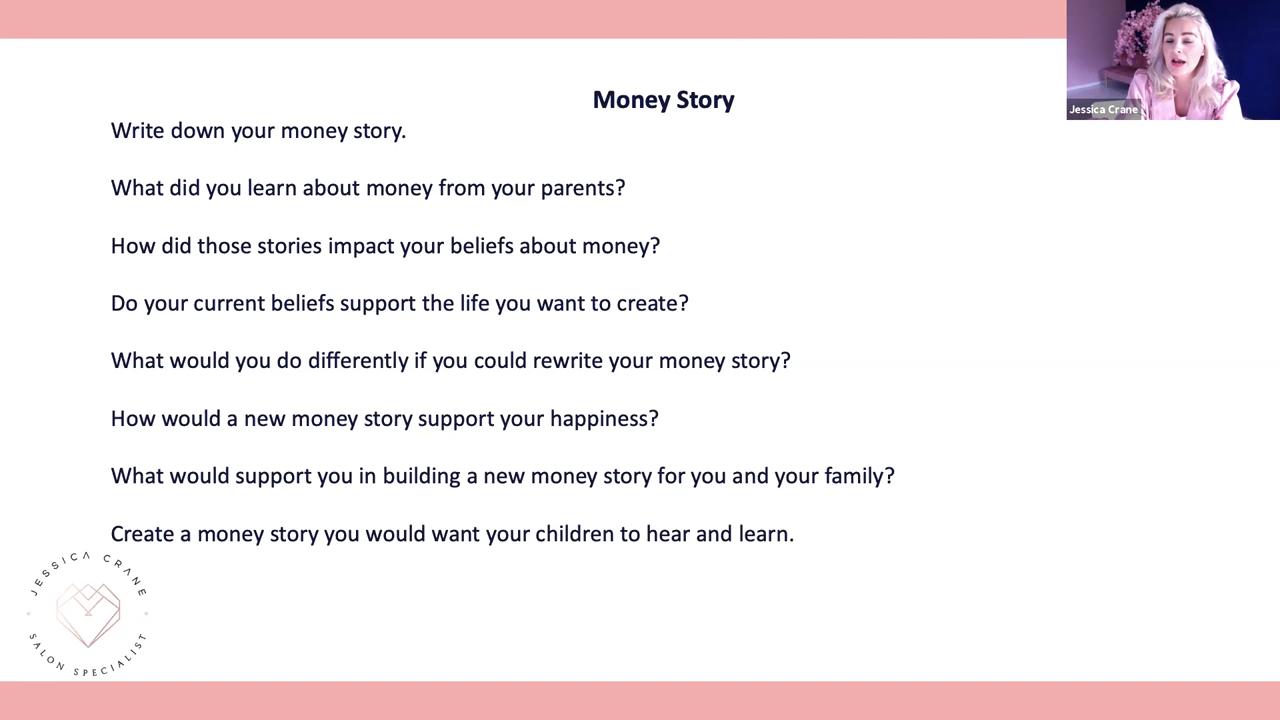 Money Story
Jessica Crane
Write down your money story.
What did you learn about money from your parents?
How did those stories impact your beliefs about money?
Do your current beliefs support the life you want to create?
What would you do differently if you could rewrite your money story?
How would a new money story support your happiness?
What would support you in building a new money story for you and your family?
Create a money story you would want your children to hear and learn.
JESSICA CRANE
SALON SPECIALIST